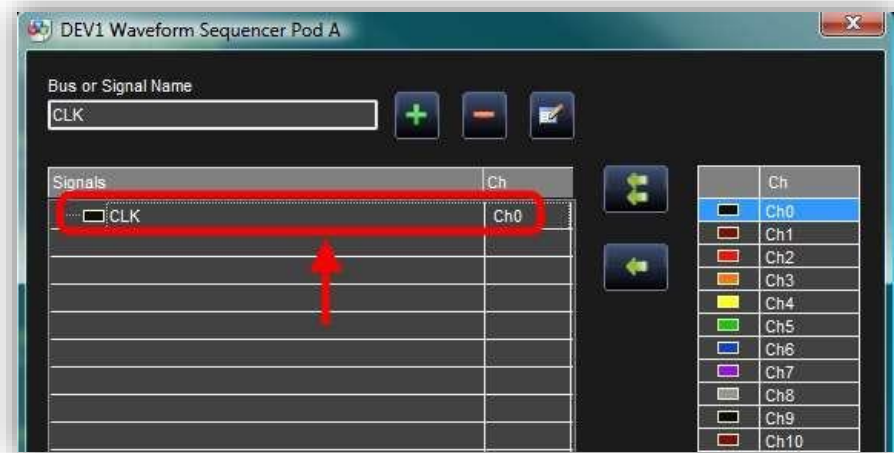 DEV1 Waveform Sequencer Pod A
Bus or Signal Name
CLK
Signals Ch
CLK Ch0
Ch
Ch0
Ch1
Ch2
Ch3
Ch4
Ch5
Ch6
Ch7
Ch8
Ch9
Ch10